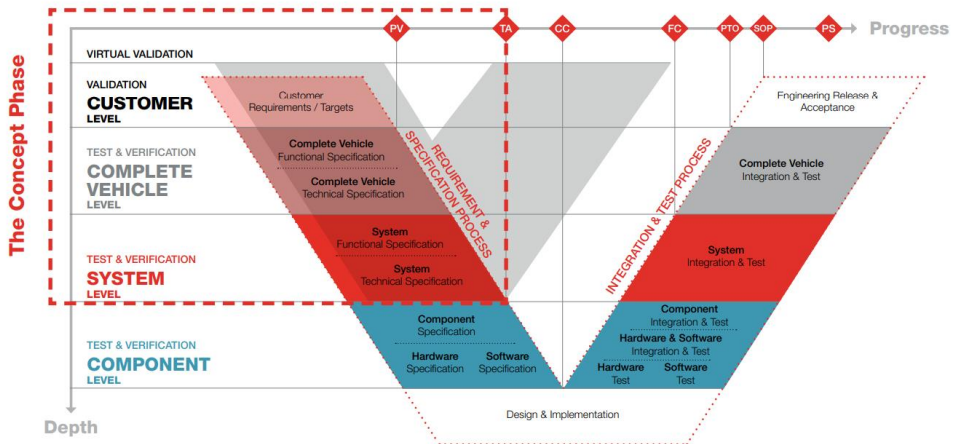 The Concept Phase
PV
TA
CC
FC
PTO
SOP
PS
Progress
VIRTUAL VALIDATION
VALIDATION
CUSTOMER
LEVEL
Customer
Requirements / Targets
Engineering Release &
Acceptance
TEST & VERIFICATION
COMPLETE
VEHICLE
LEVEL
Complete Vehicle
Functional Specification
Complete Vehicle
Technical Specification
REQUIREMENT &
SPECIFICATION PROCESS
INTEGRATION & TEST PROCESS
Complete Vehicle
Integration & Test
TEST & VERIFICATION
SYSTEM
LEVEL
System
Functional Specification
System
Technical Specification
System
Integration & Test
TEST & VERIFICATION
COMPONENT
LEVEL
Component
Specification
Hardware
Specification
Software
Specification
Component
Integration & Test
Hardware & Software
Integration & Test
Hardware
Test
Software
Test
Design & Implementation
Depth